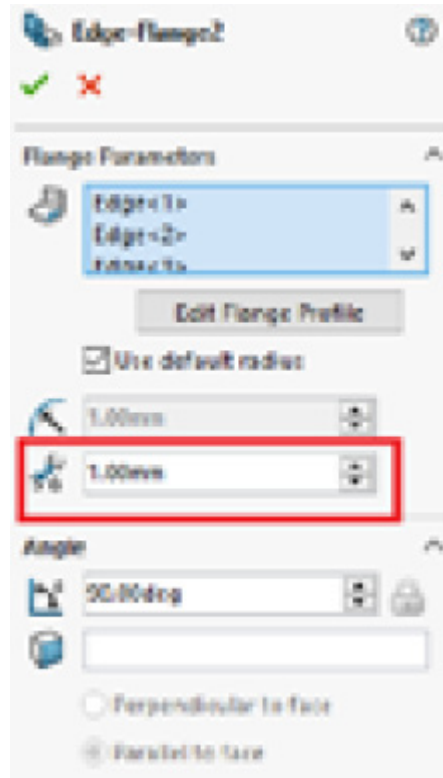 Edge-Flange2
Flange Parameters
Edge<1>
Edge<2>
Edit Flange Profile
Use default radius
1.00mm
1.00mm
Angle
90.00deg
Perpendicular to face
Parallel to face